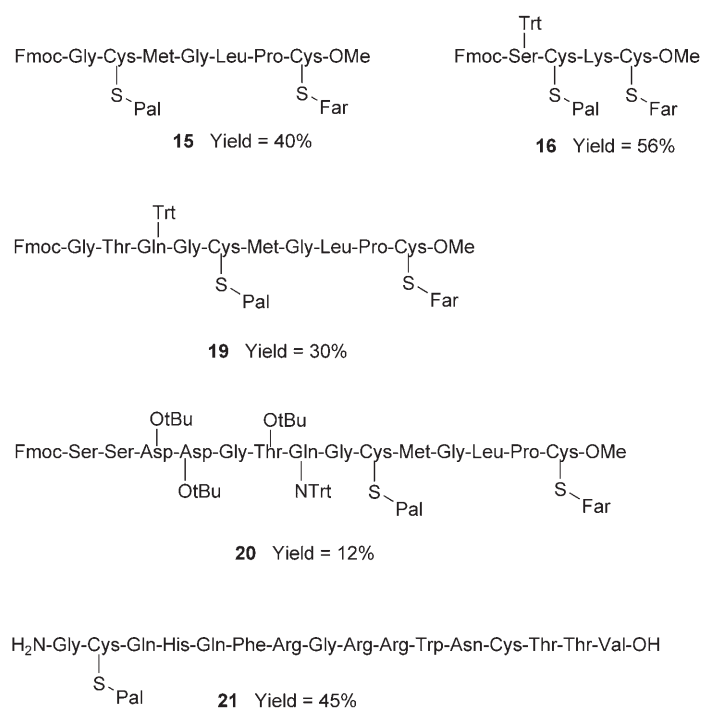 Trt
Fmoc-Gly-Cys-Met-Gly-Leu-Pro-Cys-OMe
S
Pal
S
Far
15 Yield = 40%
Fmoc-Ser-Cys-Lys-Cys-OMe
S
Pal
S
Far
16 Yield = 56%
Trt
Fmoc-Gly-Thr-Gln-Gly-Cys-Met-Gly-Leu-Pro-Cys-OMe
S
Pal
S
Far
19 Yield = 30%
OtBu
OtBu
Fmoc-Ser-Ser-Asp-Asp-Gly-Thr-Gln-Gly-Cys-Met-Gly-Leu-Pro-Cys-OMe
OtBu
NTrt
S
Pal
S
Far
20 Yield = 12%
H₂N-Gly-Cys-Gln-His-Gln-Phe-Arg-Gly-Arg-Arg-Trp-Asn-Cys-Thr-Thr-Val-OH
S
Pal
21 Yield = 45%